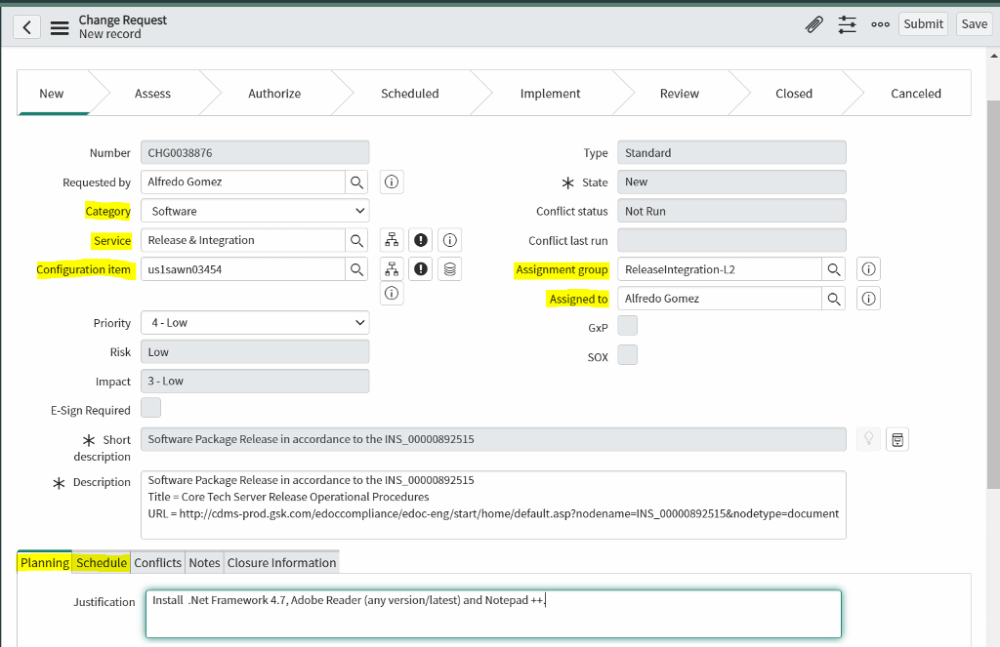 Change Request
New record
Submit
Save
New
Assess
Authorize
Scheduled
Implement
Review
Closed
Canceled
Number CHG0038876
Type Standard
Requested by Alfredo Gomez
State New
Category Software
Conflict status Not Run
Service Release & Integration
Conflict last run
Configuration item us1sawn03454
Assignment group ReleaseIntegration-L2
Assigned to Alfredo Gomez
Priority 4 - Low
GxP
Risk Low
SOX
Impact 3 - Low
E-Sign Required
Short
description
Software Package Release in accordance to the INS_00000892515
Description
Software Package Release in accordance to the INS_00000892515
Title = Core Tech Server Release Operational Procedures
URL = http://cdms-prod.gsk.com/edoccompliance/edoc-eng/start/home/default.asp?nodename=INS_00000892515&nodetype=document
Planning Schedule Conflicts Notes Closure Information
Justification Install .Net Framework 4.7, Adobe Reader (any version/latest) and Notepad ++.